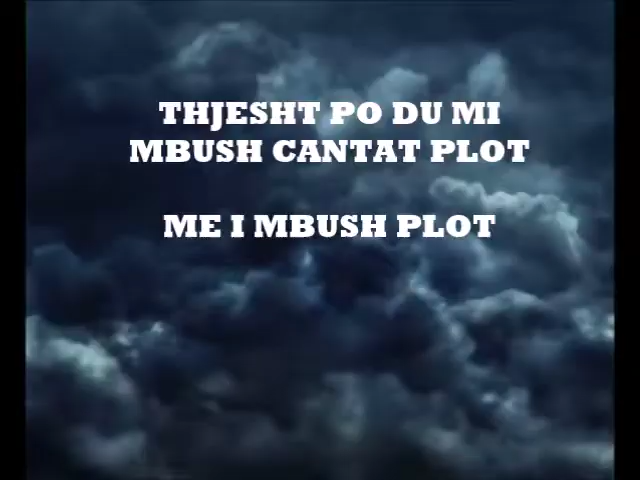 THJESHT PO DU MI
MBUSH CANTAT PLOT
ME I MBUSH PLOT